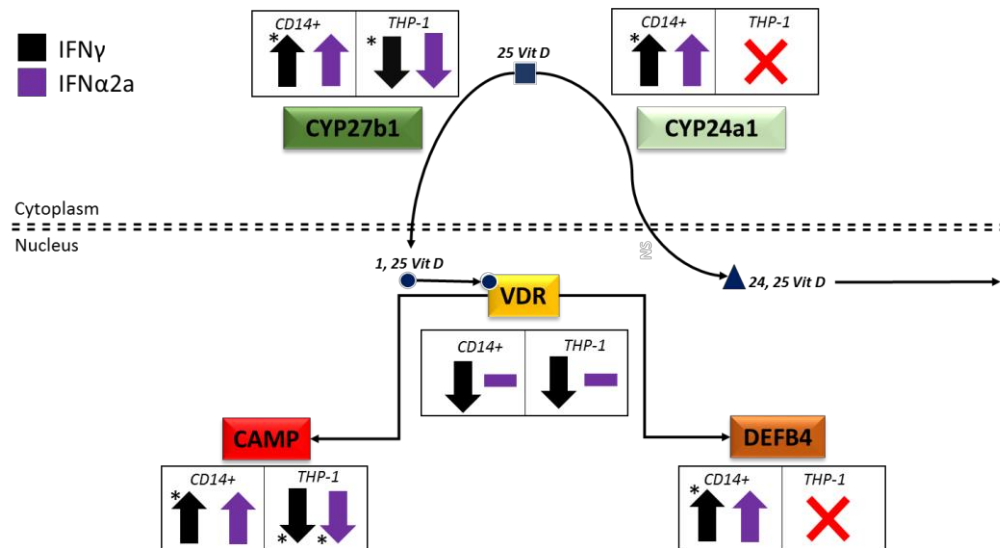 IFNγ
IFNα2a
CD14+
THP-1
*
*
CYP27b1
25 Vit D
CD14+
THP-1
*
CYP24a1
Cytoplasm
Nucleus
NS
1, 25 Vit D
VDR
24, 25 Vit D
CD14+
THP-1
CAMP
CD14+
THP-1
*
*
*
DEFB4
CD14+
THP-1
*